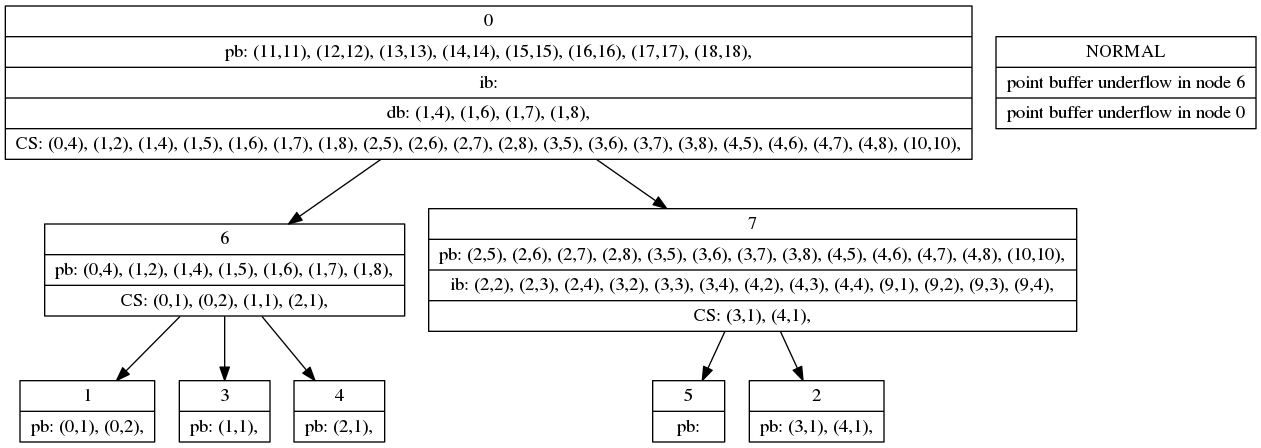 0
pb: (11,11), (12,12), (13,13), (14,14), (15,15), (16,16), (17,17), (18,18),
ib:
db: (1,4), (1,6), (1,7), (1,8),
CS: (0,4), (1,2), (1,4), (1,5), (1,6), (1,7), (1,8), (2,5), (2,6), (2,7), (2,8), (3,5), (3,6), (3,7), (3,8), (4,5), (4,6), (4,7), (4,8), (10,10),
NORMAL
point buffer underflow in node 6
point buffer underflow in node 0
6
pb: (0,4), (1,2), (1,4), (1,5), (1,6), (1,7), (1,8),
CS: (0,1), (0,2), (1,1), (2,1),
7
pb: (2,5), (2,6), (2,7), (2,8), (3,5), (3,6), (3,7), (3,8), (4,5), (4,6), (4,7), (4,8), (10,10),
ib: (2,2), (2,3), (2,4), (3,2), (3,3), (3,4), (4,2), (4,3), (4,4), (9,1), (9,2), (9,3), (9,4),
CS: (3,1), (4,1),
1
pb: (0,1), (0,2),
3
pb: (1,1),
4
pb: (2,1),
5
pb:
2
pb: (3,1), (4,1),